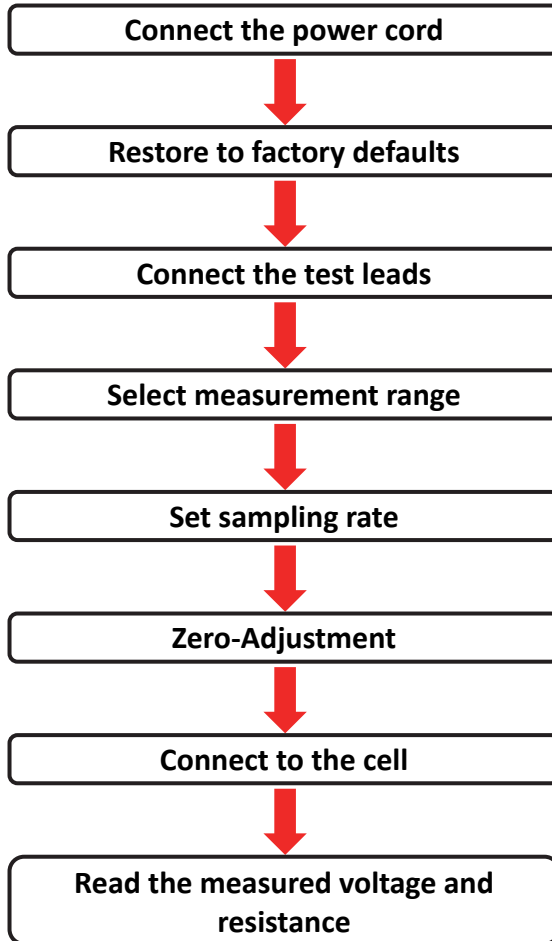 Connect the power cord
Restore to factory defaults
Connect the test leads
Select measurement range
Set sampling rate
Zero-Adjustment
Connect to the cell
Read the measured voltage and
resistance